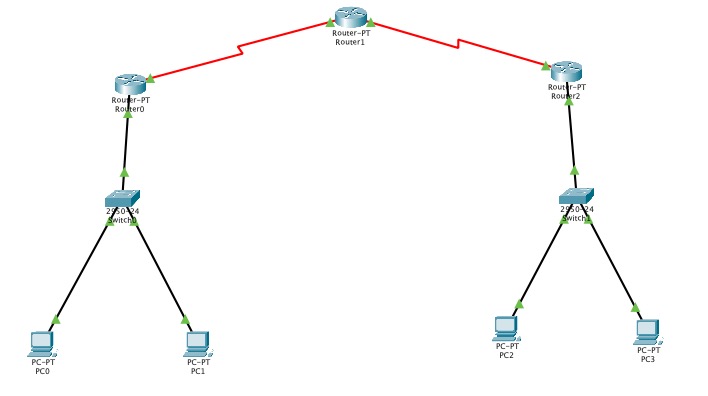 Router-PT
Router1
Router-PT
Router0
Router-PT
Router2
2950-24
Switch0
2950-24
Switch1
PC-PT
PC0
PC-PT
PC1
PC-PT
PC2
PC-PT
PC3